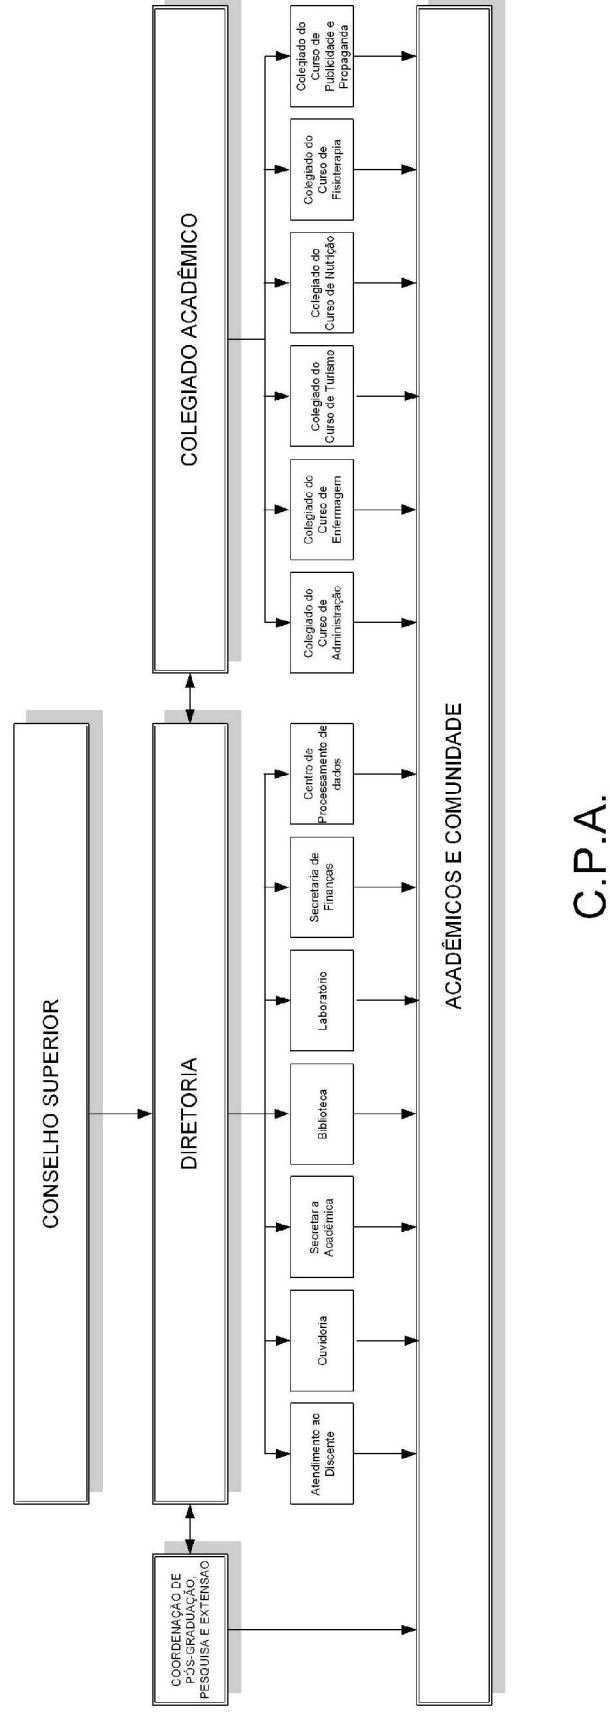 CONSELHO SUPERIOR
COORDENAÇÃO DE
PÓS-GRADUAÇÃO,
PESQUISA E EXTENSAO
DIRETORIA
COLEGIADO ACADÊMICO
Atendimento ao
Discente
Ouvidoria
Secretar a
Acadêmica
Biblioteca
Laboratório
Secretaria de
Finanças
Centro de
Processamento de
dados
Colegiado do
Curso de
Administração
Colegiado do
Curso de
Enfermagem
Colegiado do
Curso de Turismo
Colegiado do
Curso de Nutrição
Colegiado do
Curso de
Fisioterapia
Colegiado do
Curso de
Publicidade e
Propaganda
ACADÊMICOS E COMUNIDADE
C.P.A.